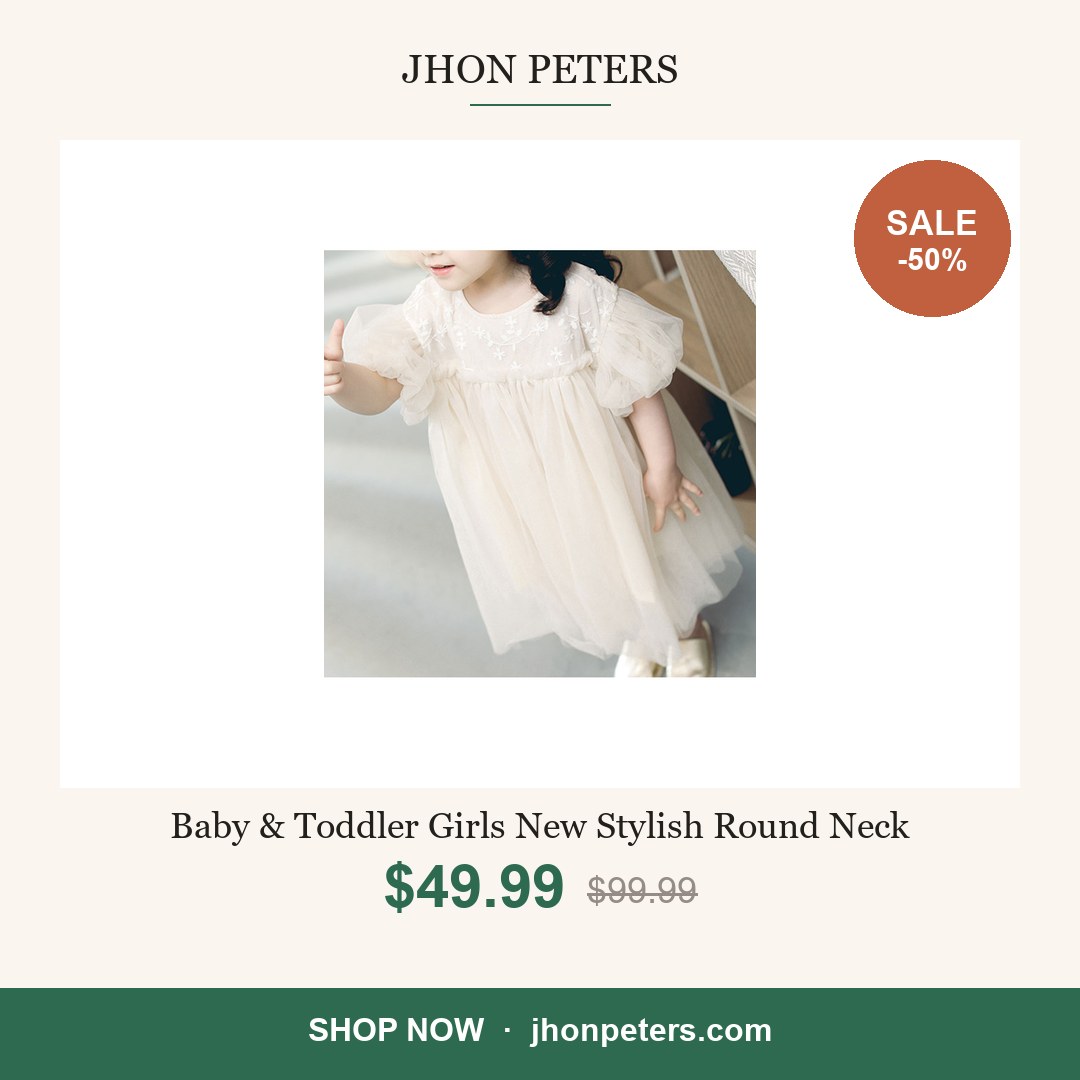 JHON PETERS
SALE
-50%
Baby & Toddler Girls New Stylish Round Neck
$49.99 $99.99
SHOP NOW · jhonpeters.com